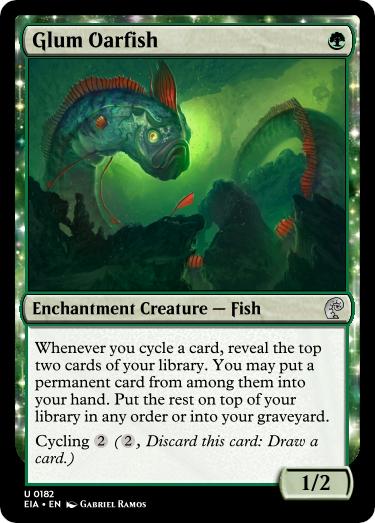 Glum Oarfish
Enchantment Creature — Fish
Whenever you cycle a card, reveal the top
two cards of your library. You may put a
permanent card from among them into
your hand. Put the rest on top of your
library in any order or into your graveyard.
Cycling 2 (2, Discard this card: Draw a
card.)
1/2
U 0182
EIA • EN Gabriel Ramos